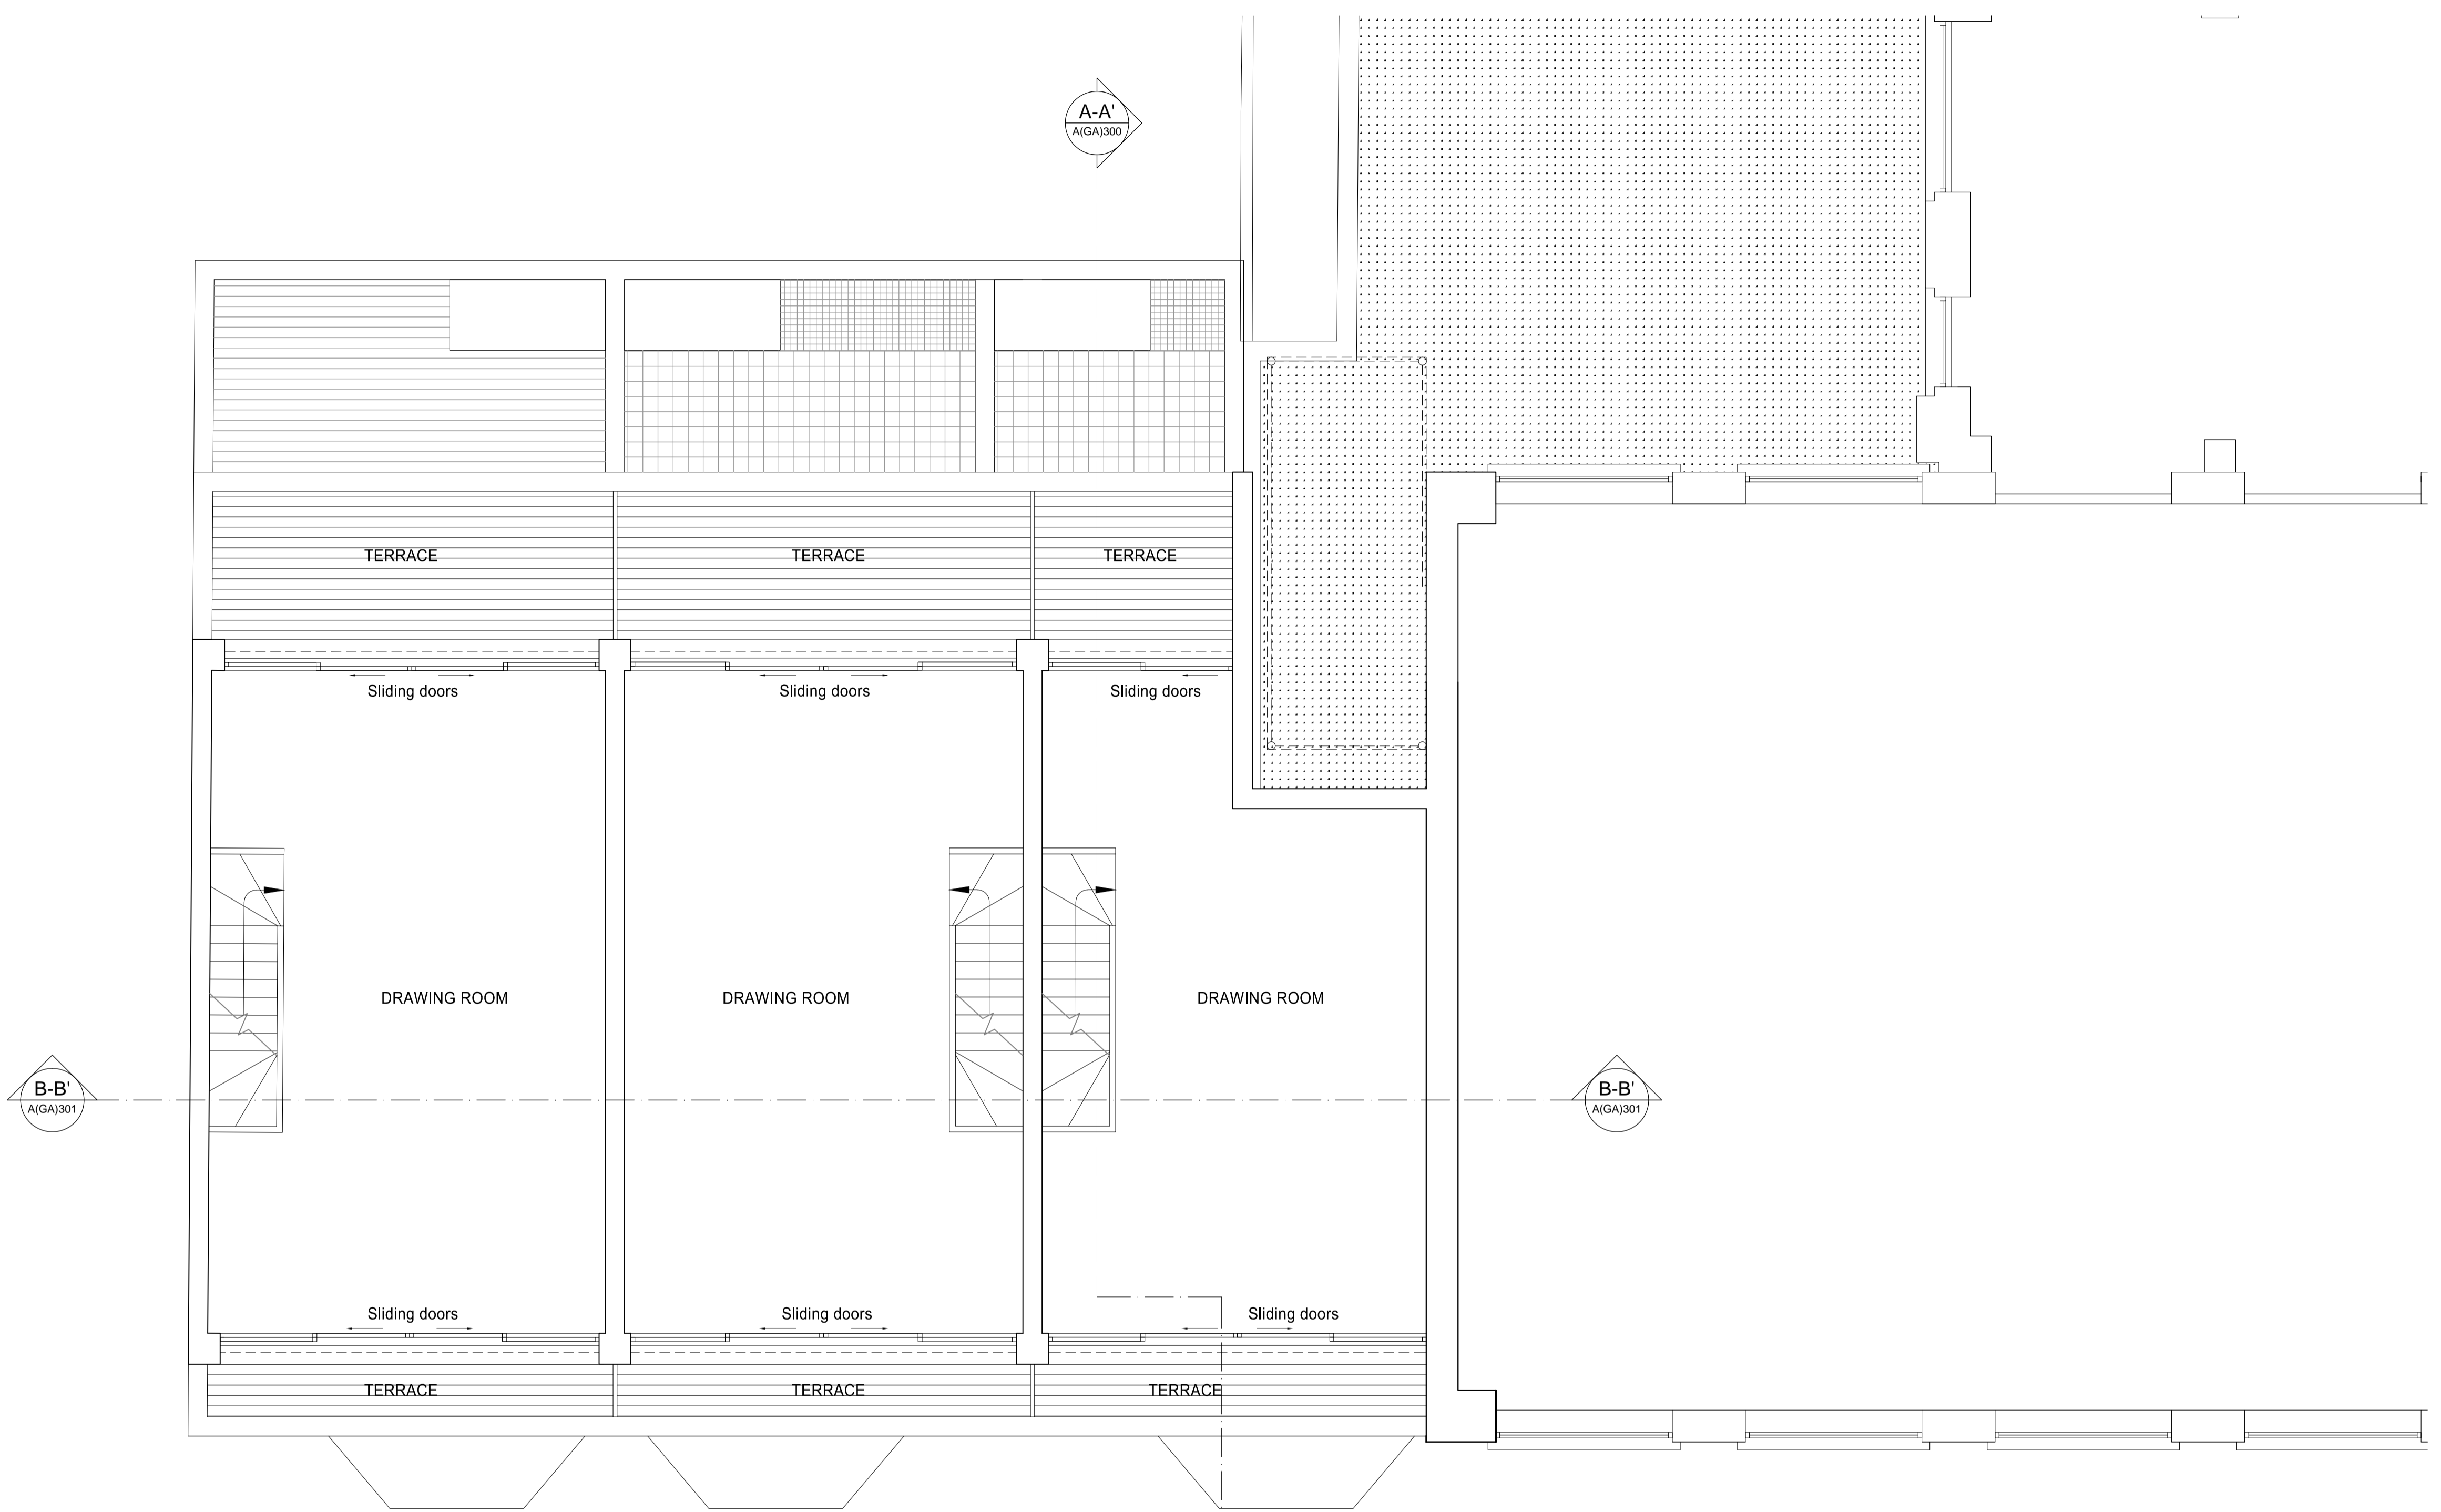 A-A'
A(GA)300
TERRACE
TERRACE
TERRACE
Sliding doors
Sliding doors
Sliding doors
DRAWING ROOM
DRAWING ROOM
DRAWING ROOM
B-B'
A(GA)301
B-B'
A(GA)301
Sliding doors
Sliding doors
Sliding doors
TERRACE
TERRACE
TERRACE